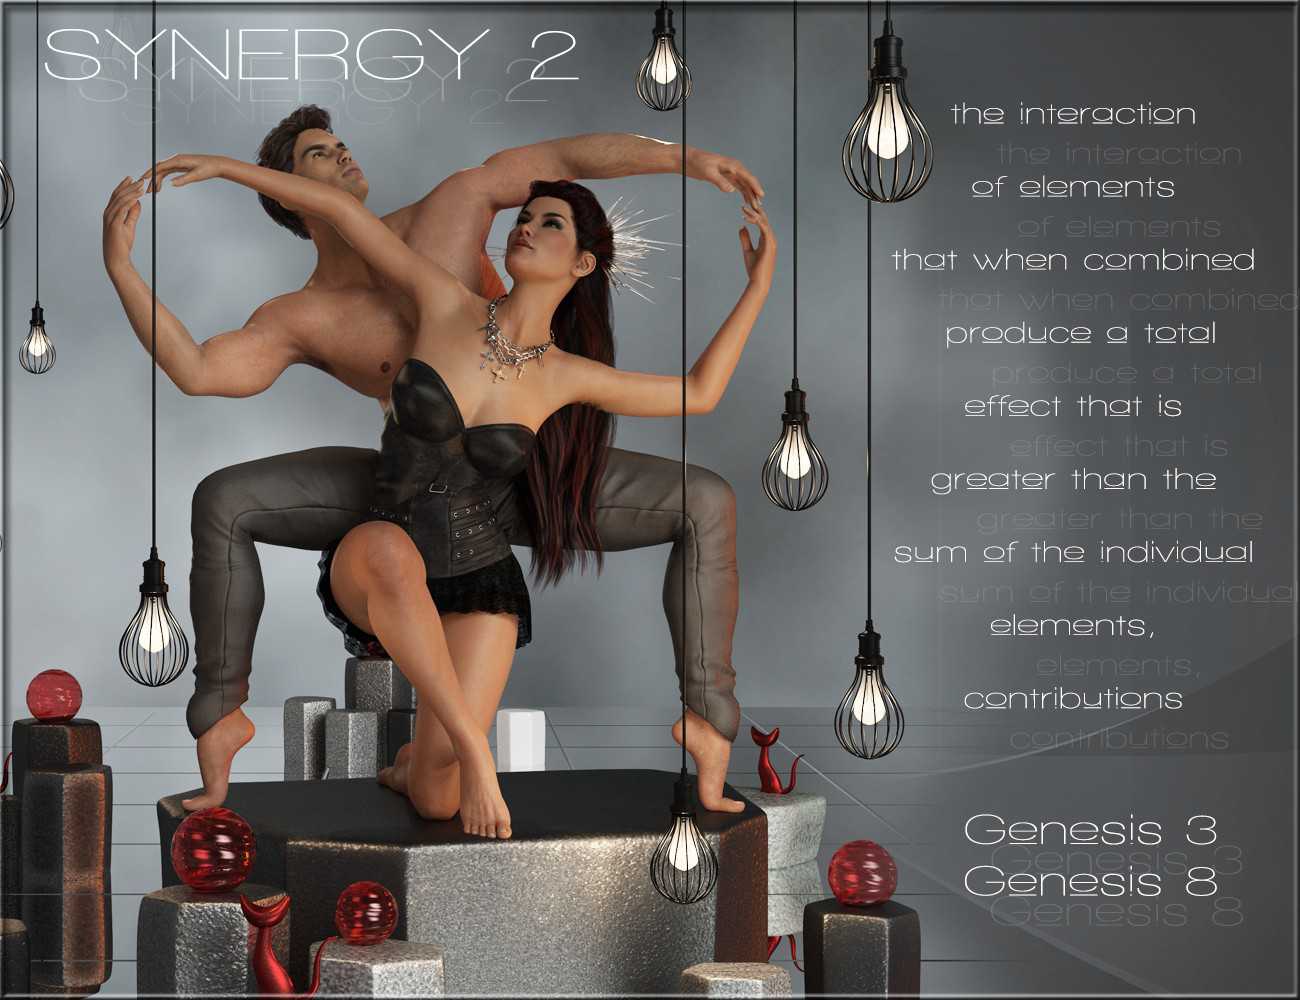 SYNERGY 2
the interaction
of elements
that when combined
produce a total
effect that is
greater than the
sum of the individual
elements,
contributions
Genesis 3
Genesis 8